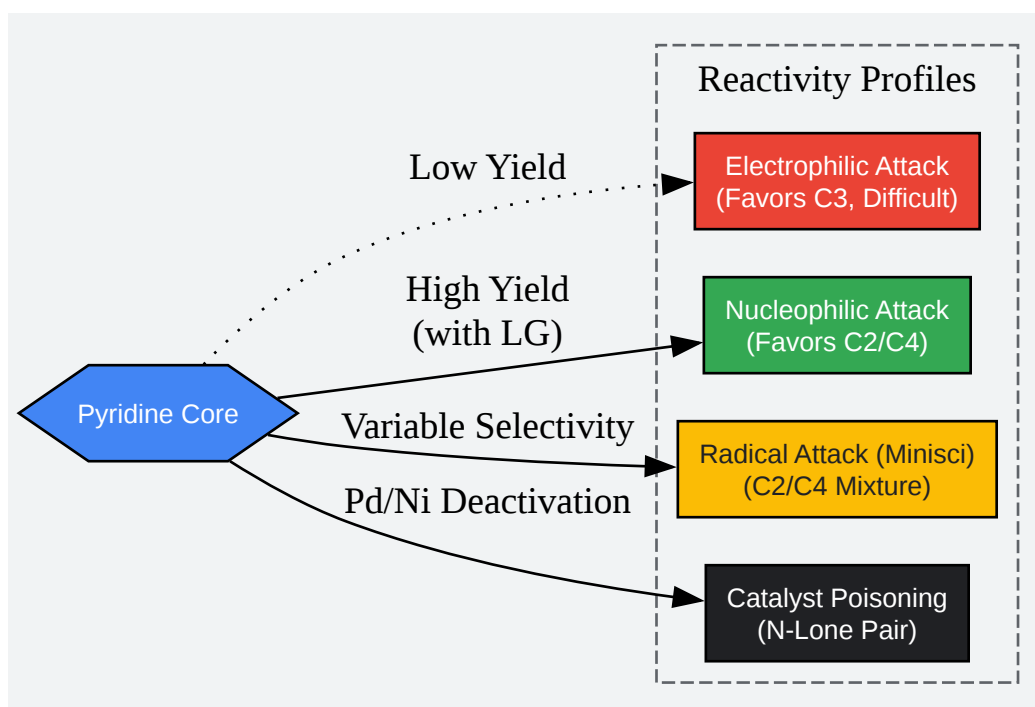 Reactivity Profiles
Low Yield
Electrophilic Attack
(Favors C3, Difficult)
High Yield
(with LG)
Nucleophilic Attack
(Favors C2/C4)
Pyridine Core
Variable Selectivity
Radical Attack (Minisci)
(C2/C4 Mixture)
Pd/Ni Deactivation
Catalyst Poisoning
(N-Lone Pair)